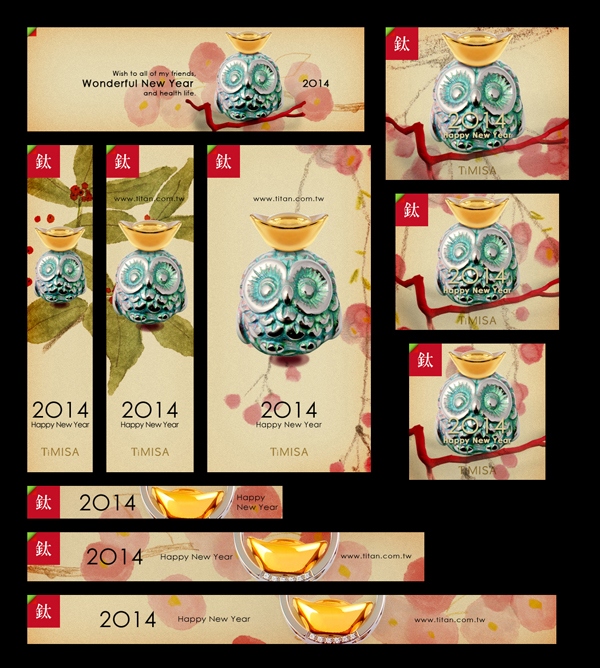 Wish to all of my friends,
Wonderful New Year
and health life.
2014
鈦
2014
Happy New Year
TiMISA
鈦
2014
Happy New Year
TiMISA
鈦
www.titan.com.tw
2014
Happy New Year
TiMISA
鈦
www.titan.com.tw
2014
Happy New Year
TiMISA
鈦
2014
Happy New Year
TiMISA
鈦
2014
Happy New Year
TiMISA
鈦
2014
Happy
New Year
鈦
2014
Happy New Year
www.titan.com.tw
鈦
2014
Happy New Year
www.titan.com.tw